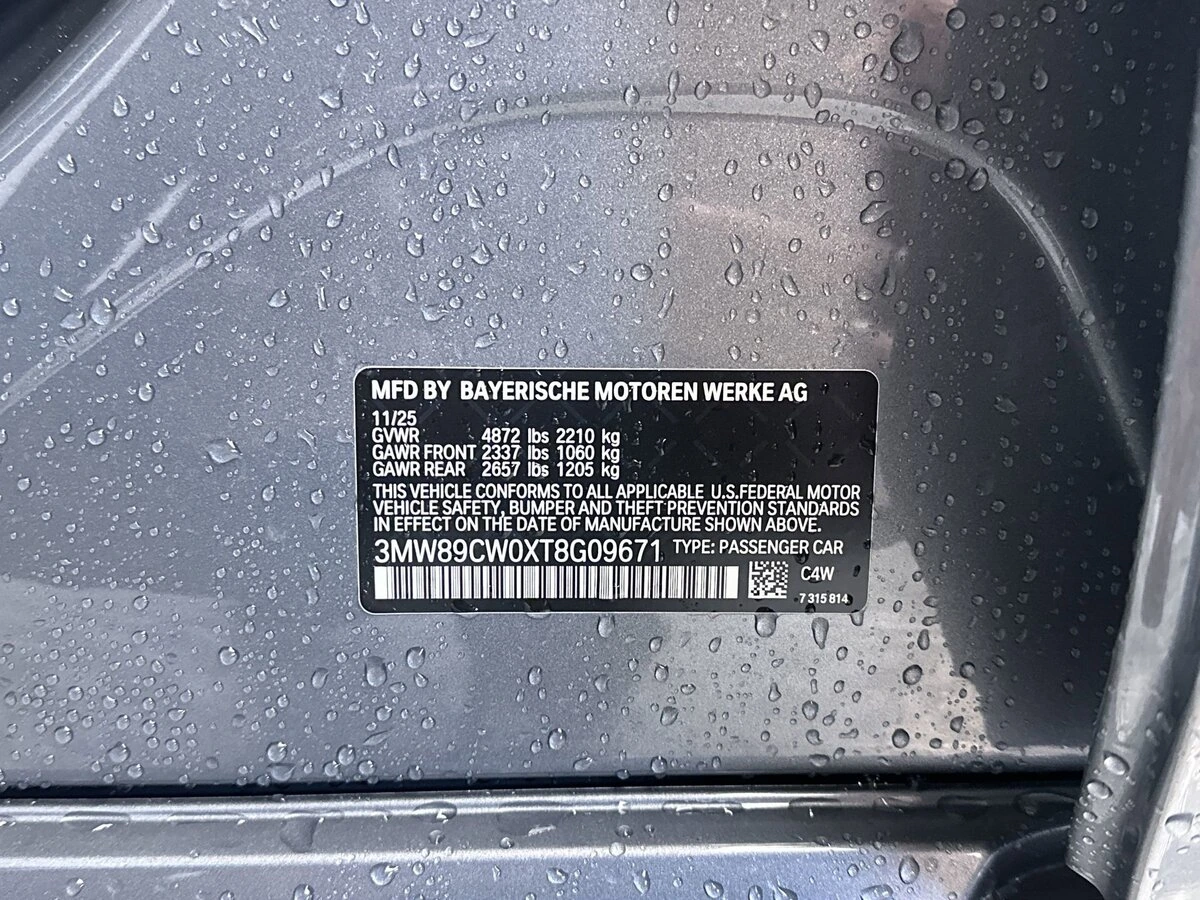 MFD BY BAYERISCHE MOTOREN WERKE AG
11/25
GVWR 4872 lbs 2210 kg
GAWR FRONT 2337 lbs 1060 kg
GAWR REAR 2657 lbs 1205 kg
THIS VEHICLE CONFORMS TO ALL APPLICABLE U.S.FEDERAL MOTOR
VEHICLE SAFETY, BUMPER AND THEFT PREVENTION STANDARDS
IN EFFECT ON THE DATE OF MANUFACTURE SHOWN ABOVE.
3MW89CW0XT8G09671 TYPE: PASSENGER CAR
C4W
7 315 814